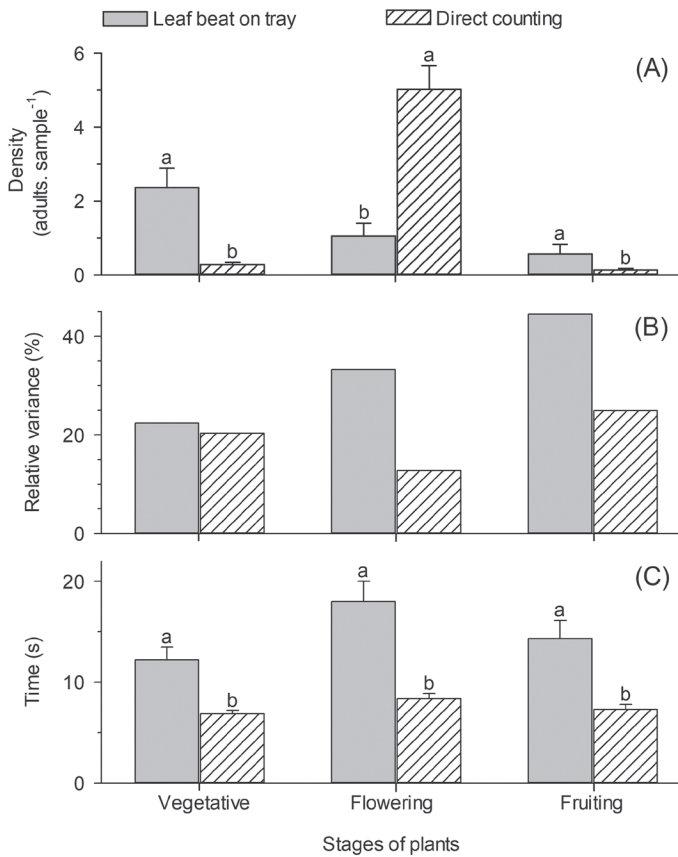 Leaf beat on tray Direct counting
(A)
Density
(adults. sample⁻¹)
6
4
2
0
a
b
b
a
a
b
(B)
Relative variance (%)
40
20
0
(C)
Time (s)
20
10
0
a
b
a
b
a
b
Vegetative Flowering Fruiting
Stages of plants